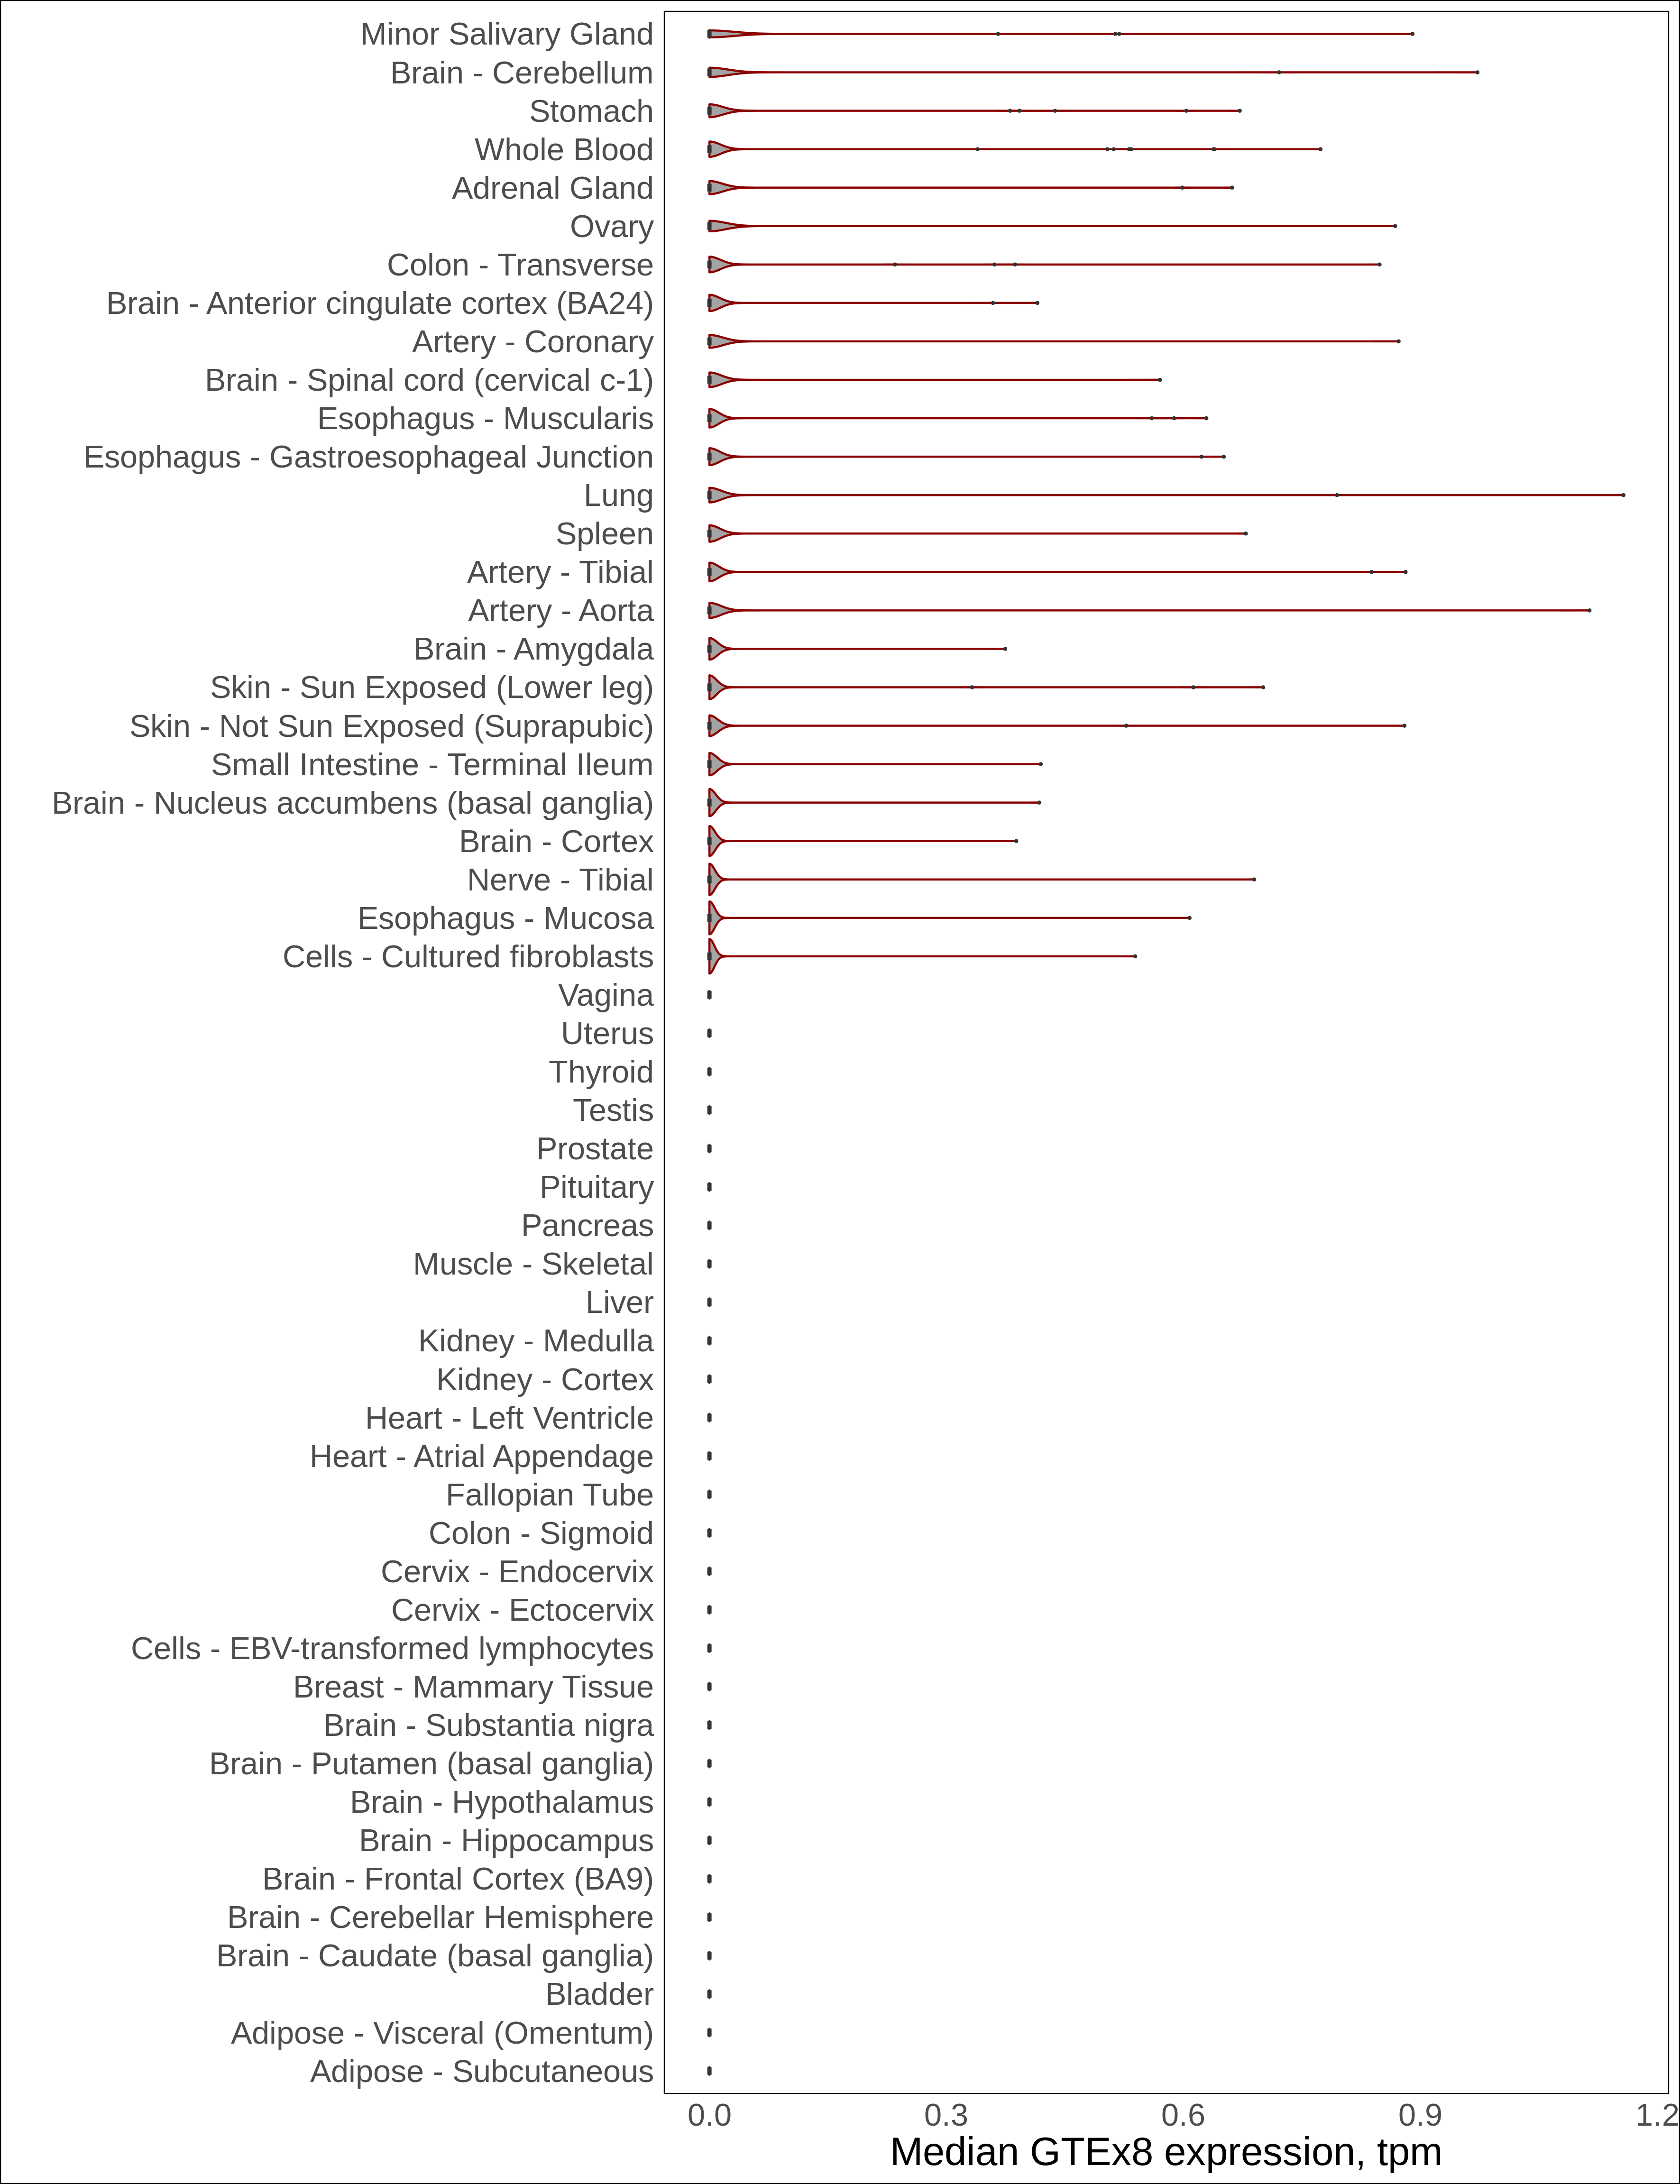 Minor Salivary Gland
Brain - Cerebellum
Stomach
Whole Blood
Adrenal Gland
Ovary
Colon - Transverse
Brain - Anterior cingulate cortex (BA24)
Artery - Coronary
Brain - Spinal cord (cervical c-1)
Esophagus - Muscularis
Esophagus - Gastroesophageal Junction
Lung
Spleen
Artery - Tibial
Artery - Aorta
Brain - Amygdala
Skin - Sun Exposed (Lower leg)
Skin - Not Sun Exposed (Suprapubic)
Small Intestine - Terminal Ileum
Brain - Nucleus accumbens (basal ganglia)
Brain - Cortex
Nerve - Tibial
Esophagus - Mucosa
Cells - Cultured fibroblasts
Vagina
Uterus
Thyroid
Testis
Prostate
Pituitary
Pancreas
Muscle - Skeletal
Liver
Kidney - Medulla
Kidney - Cortex
Heart - Left Ventricle
Heart - Atrial Appendage
Fallopian Tube
Colon - Sigmoid
Cervix - Endocervix
Cervix - Ectocervix
Cells - EBV-transformed lymphocytes
Breast - Mammary Tissue
Brain - Substantia nigra
Brain - Putamen (basal ganglia)
Brain - Hypothalamus
Brain - Hippocampus
Brain - Frontal Cortex (BA9)
Brain - Cerebellar Hemisphere
Brain - Caudate (basal ganglia)
Bladder
Adipose - Visceral (Omentum)
Adipose - Subcutaneous
0.0 0.3 0.6 0.9 1.2
Median GTEx8 expression, tpm